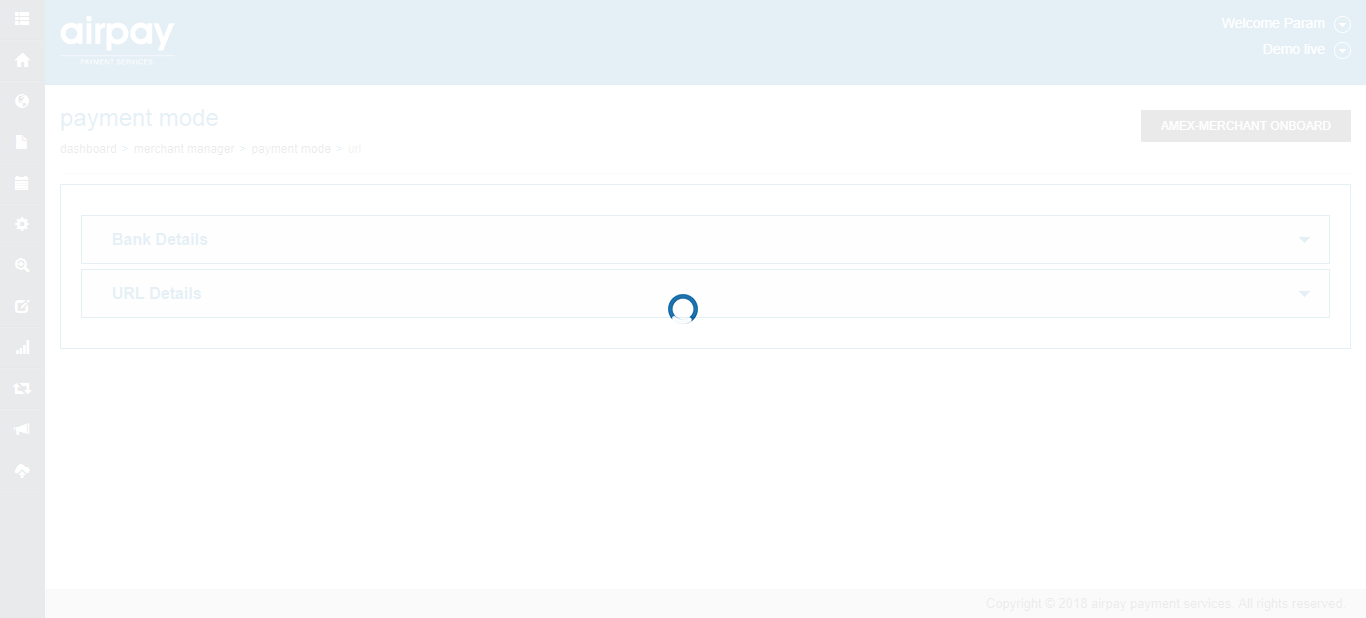 airpay
PAYMENT SERVICES
Welcome Param
Demo live
payment mode
AMEX-MERCHANT ONBOARD
dashboard > merchant manager > payment mode > url
Bank Details
URL Details
Copyright © 2018 airpay payment services. All rights reserved.